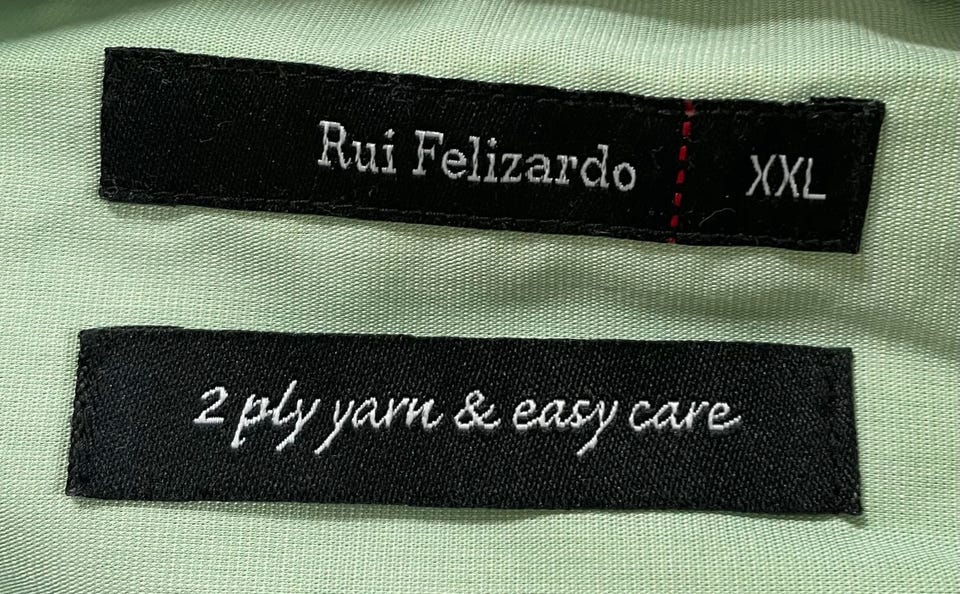 Rui Felizardo XXL
2 ply yarn & easy care